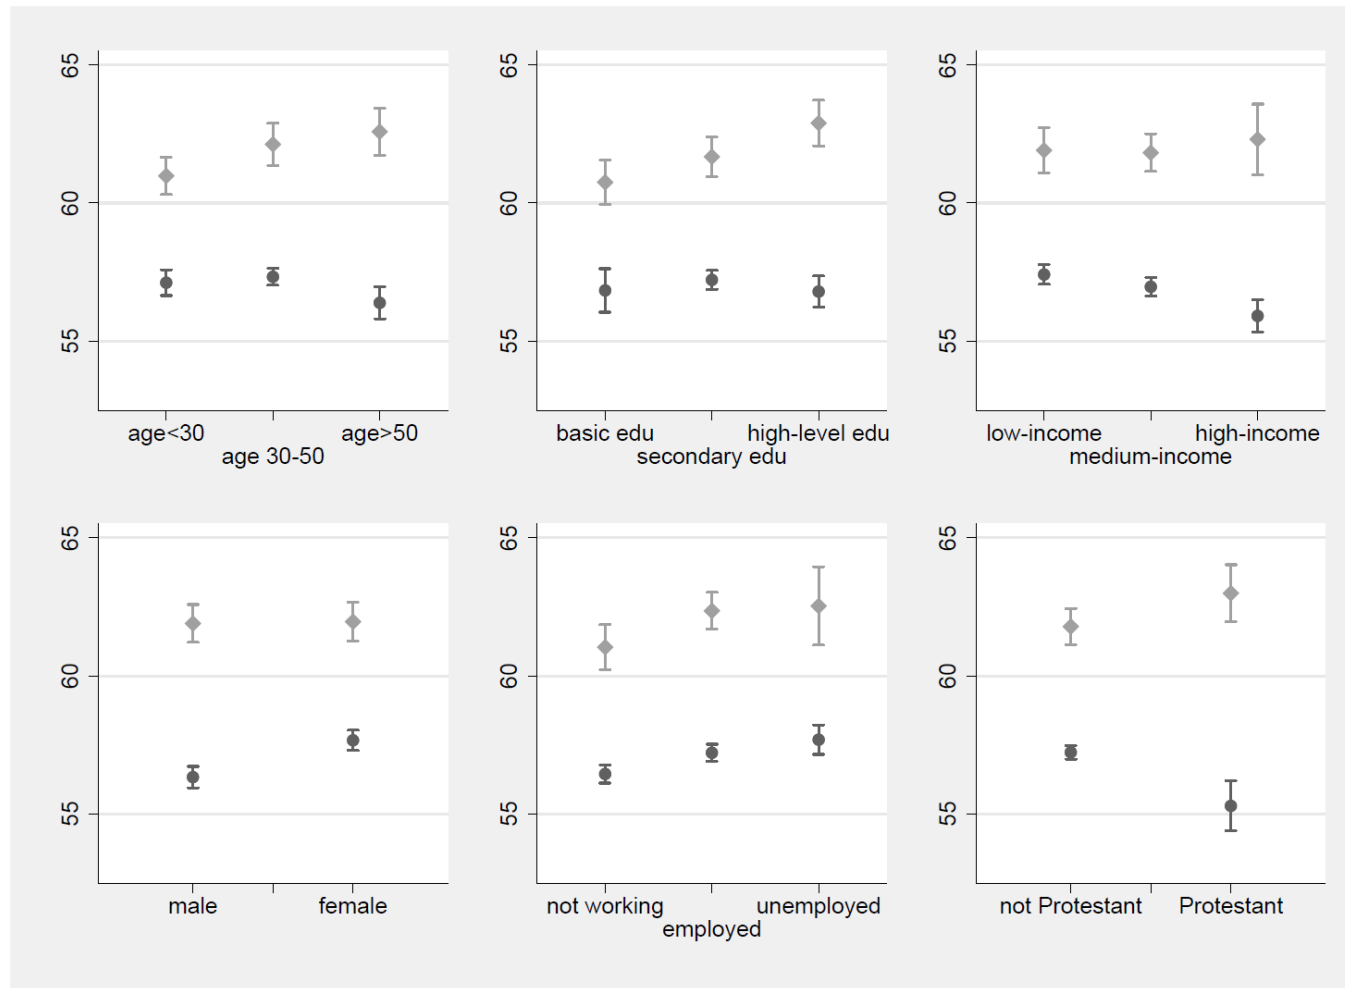 65
60
55
age<30
age>50
age 30-50
65
60
55
basic edu
high-level edu
secondary edu
65
60
55
low-income
high-income
medium-income
65
60
55
male
female
65
60
55
not working
unemployed
employed
65
60
55
not Protestant
Protestant